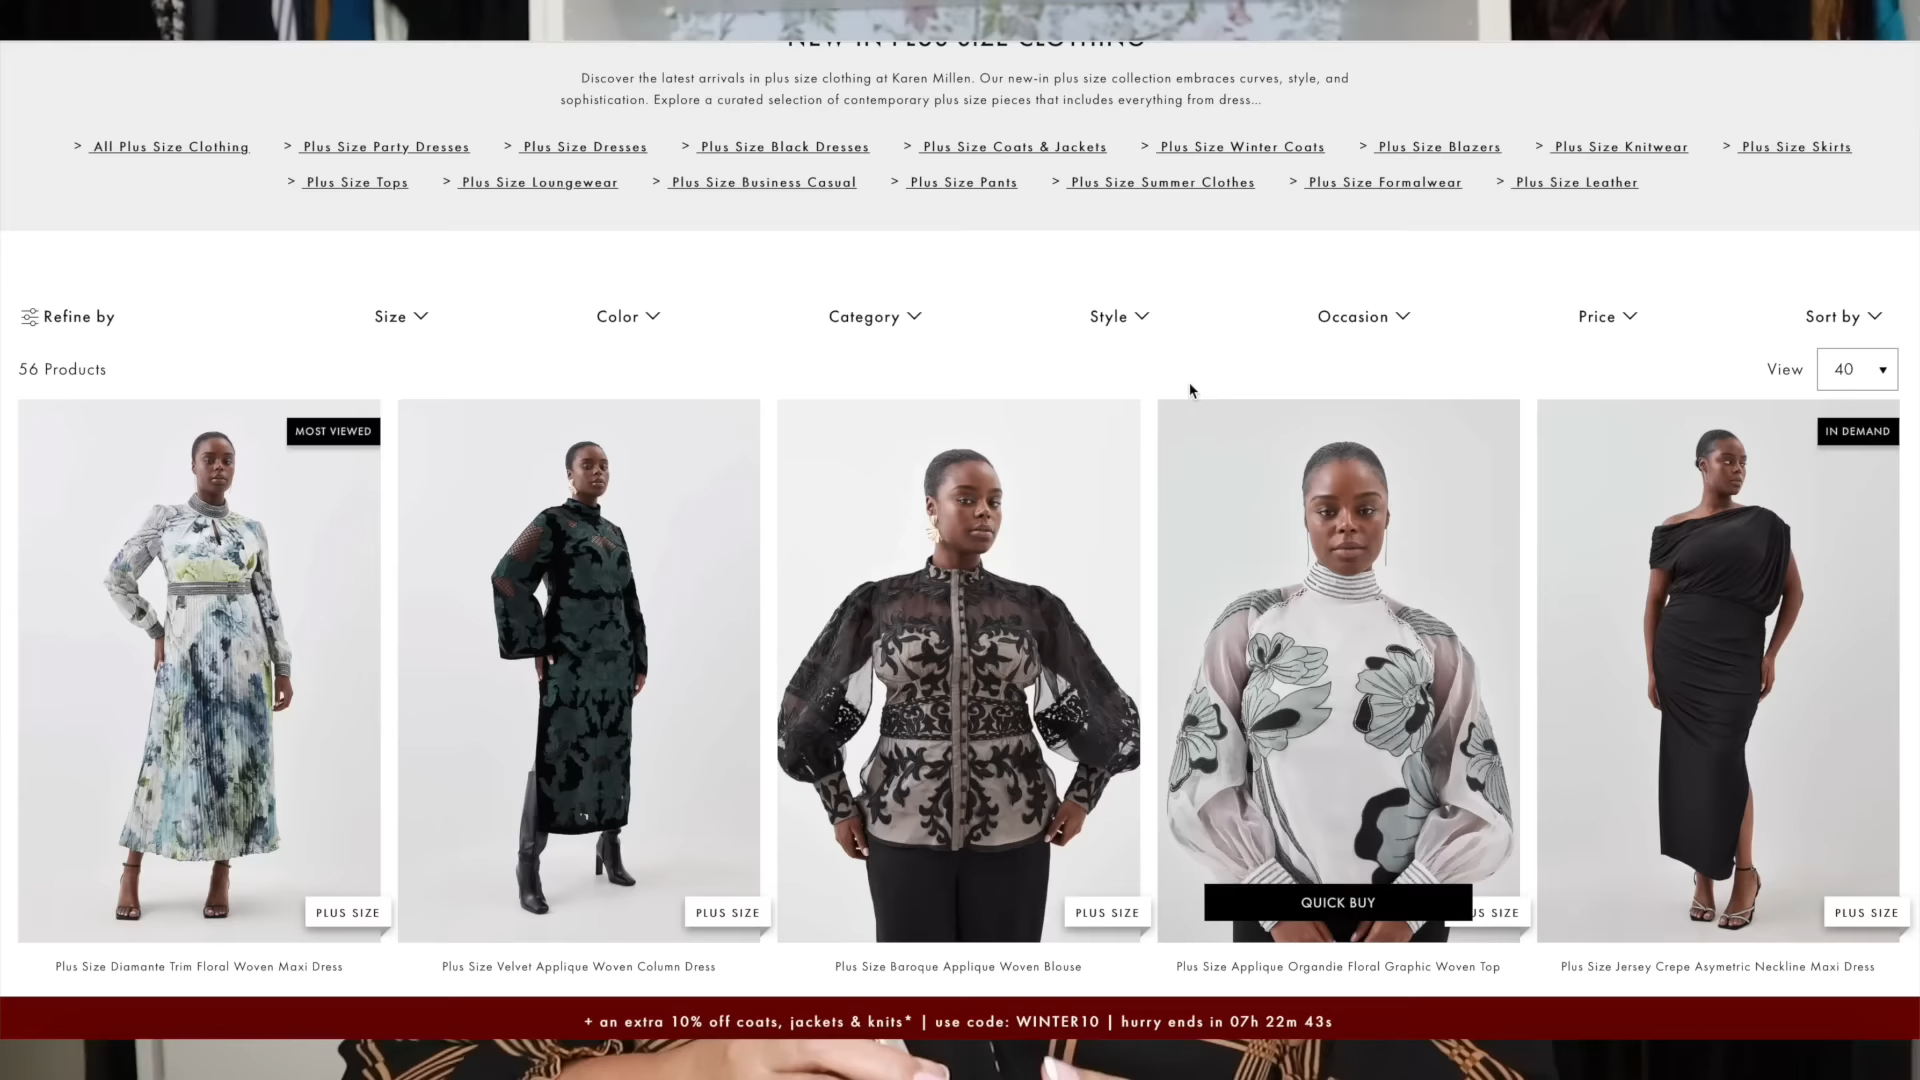 NEW IN PLUS SIZE CLOTHING
Discover the latest arrivals in plus size clothing at Karen Millen. Our new-in plus size collection embraces curves, style, and
sophistication. Explore a curated selection of contemporary plus size pieces that includes everything from dress...
> All Plus Size Clothing > Plus Size Party Dresses > Plus Size Dresses > Plus Size Black Dresses > Plus Size Coats & Jackets > Plus Size Winter Coats > Plus Size Blazers > Plus Size Knitwear > Plus Size Skirts
> Plus Size Tops > Plus Size Loungewear > Plus Size Business Casual > Plus Size Pants > Plus Size Summer Clothes > Plus Size Formalwear > Plus Size Leather
Refine by Size Color Category Style Occasion Price Sort by
56 Products View 40
MOST VIEWED IN DEMAND
QUICK BUY
PLUS SIZE PLUS SIZE PLUS SIZE US SIZE PLUS SIZE
Plus Size Diamante Trim Floral Woven Maxi Dress
Plus Size Velvet Applique Woven Column Dress
Plus Size Baroque Applique Woven Blouse
Plus Size Applique Organdie Floral Graphic Woven Top
Plus Size Jersey Crepe Asymetric Neckline Maxi Dress
+ an extra 10% off coats, jackets & knits* | use code: WINTER10 | hurry ends in 07h 22m 43s